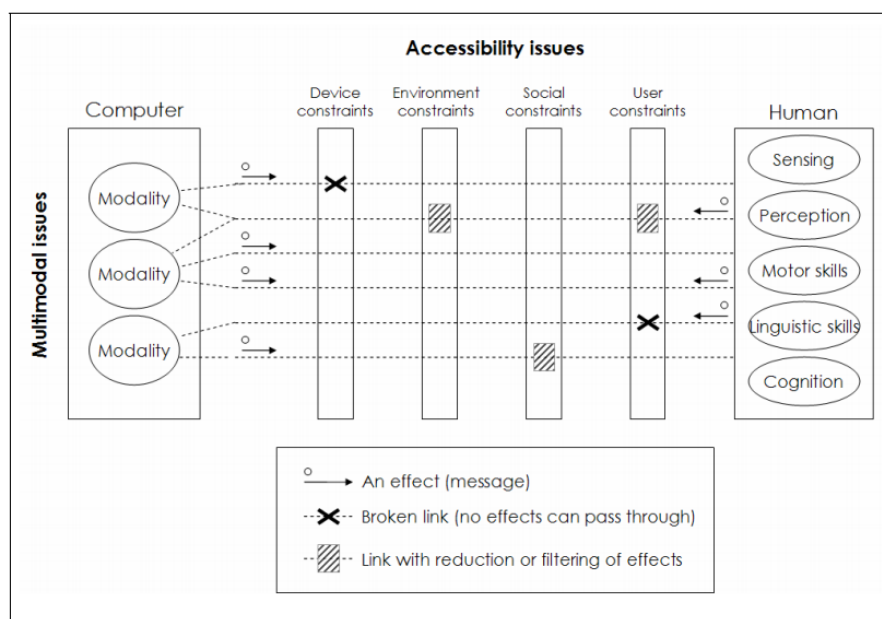 Accessibility issues
Computer
Device
constraints
Environment
constraints
Social
constraints
User
constraints
Human
Multimodal issues
Modality
Modality
Modality
Sensing
Perception
Motor skills
Linguistic skills
Cognition
An effect (message)
Broken link (no effects can pass through)
Link with reduction or filtering of effects